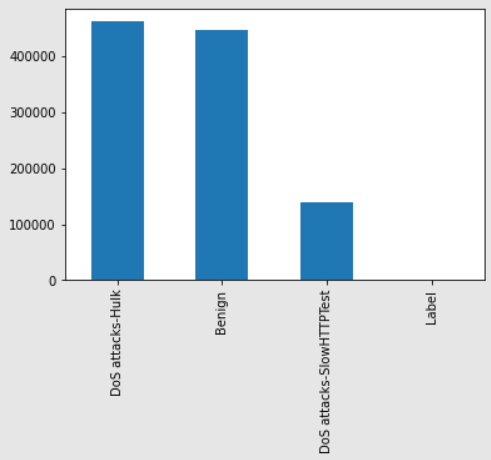 400000
300000
200000
100000
0
DoS attacks-Hulk
Benign
DoS attacks-SlowHTTPTest
Label